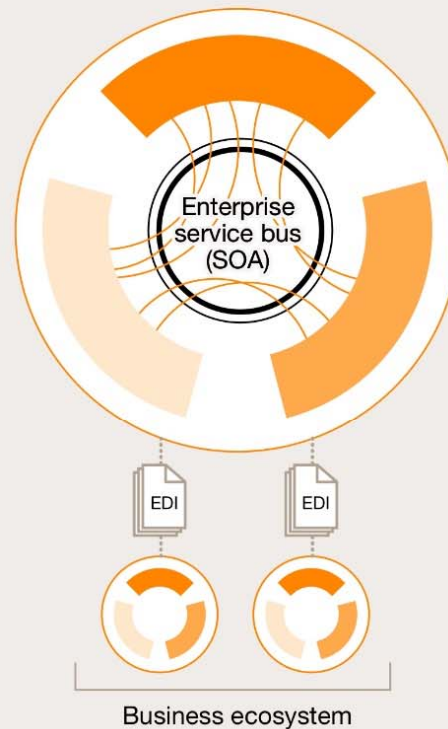 Enterprise
service bus
(SOA)
EDI
EDI
Business ecosystem